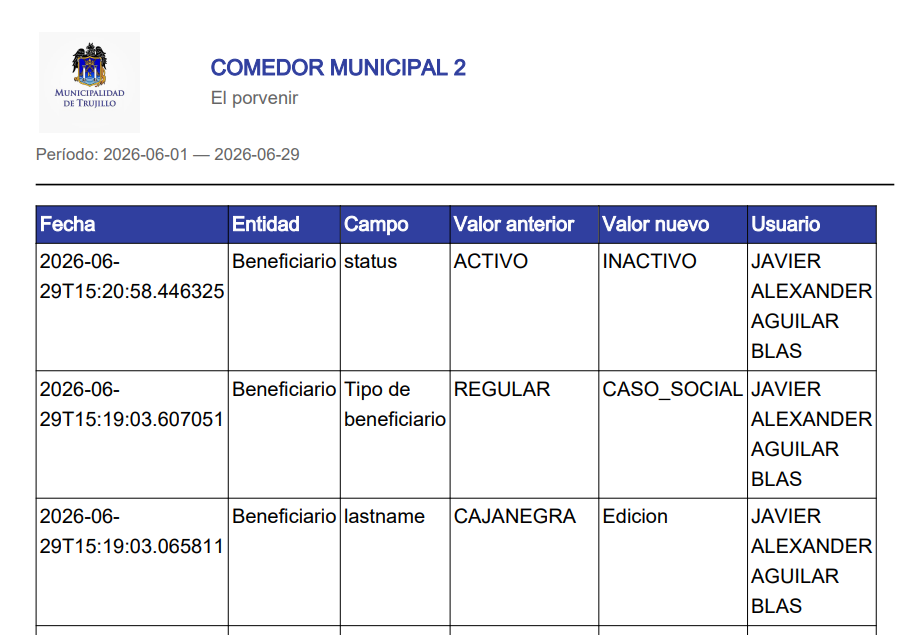 MUNICIPALIDAD
DE TRUJILLO
COMEDOR MUNICIPAL 2
El porvenir
Período: 2026-06-01 — 2026-06-29
Fecha Entidad Campo Valor anterior Valor nuevo Usuario
2026-06- Beneficiario status ACTIVO INACTIVO JAVIER
29T15:20:58.446325 ALEXANDER
AGUILAR
BLAS
2026-06- Beneficiario Tipo de REGULAR CASO_SOCIAL JAVIER
29T15:19:03.607051 beneficiario ALEXANDER
AGUILAR
BLAS
2026-06- Beneficiario lastname CAJANEGRA Edicion JAVIER
29T15:19:03.065811 ALEXANDER
AGUILAR
BLAS